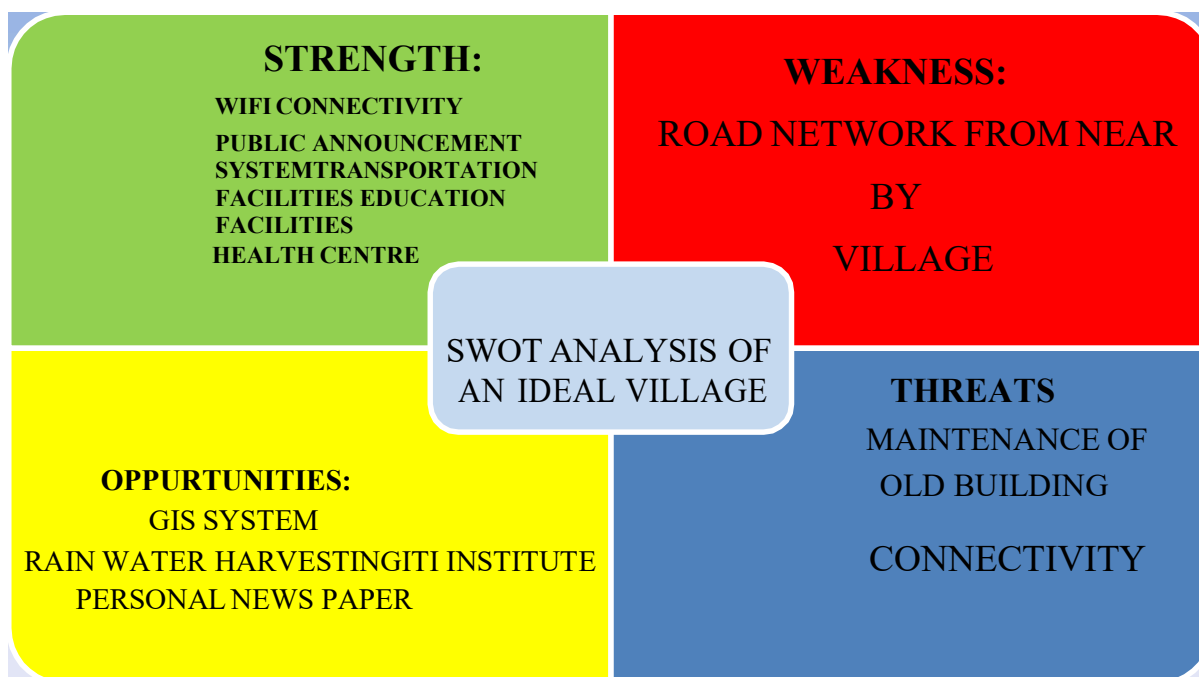 STRENGTH:
WIFI CONNECTIVITY
PUBLIC ANNOUNCEMENT
SYSTEMTRANSPORTATION
FACILITIES EDUCATION
FACILITIES
HEALTH CENTRE
WEAKNESS:
ROAD NETWORK FROM NEAR
BY
VILLAGE
SWOT ANALYSIS OF
AN IDEAL VILLAGE
OPPURTUNITIES:
GIS SYSTEM
RAIN WATER HARVESTINGITI INSTITUTE
PERSONAL NEWS PAPER
THREATS
MAINTENANCE OF
OLD BUILDING
CONNECTIVITY